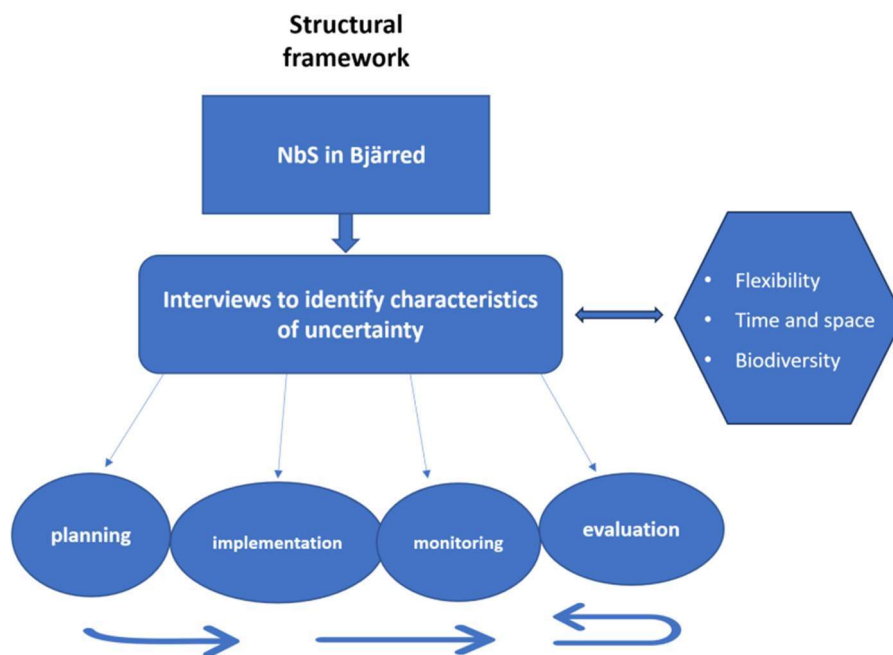 Structural
framework
NbS in Bjärred
Interviews to identify characteristics
of uncertainty
• Flexibility
• Time and space
• Biodiversity
planning
implementation
monitoring
evaluation